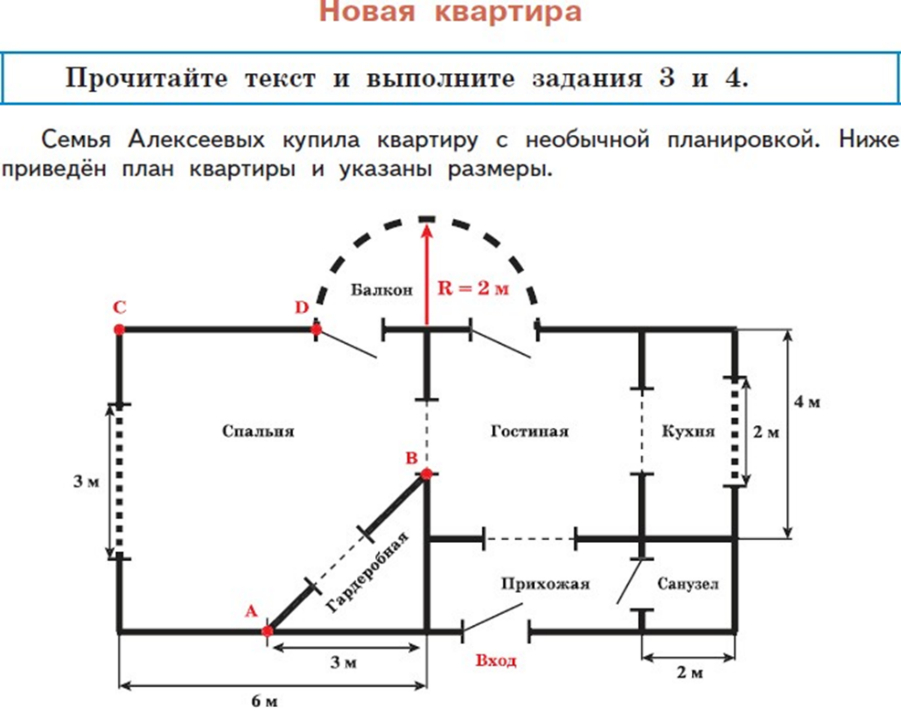 Новая квартира
Прочитайте текст и выполните задания 3 и 4.
Семья Алексеевых купила квартиру с необычной планировкой. Ниже
приведён план квартиры и указаны размеры.
Балкон
R = 2 м
C
D
4 м
Спальня
Гостиная
Кухня
2 м
B
3 м
Гардеробная
Прихожая
Санузел
A
3 м
Вход
2 м
6 м